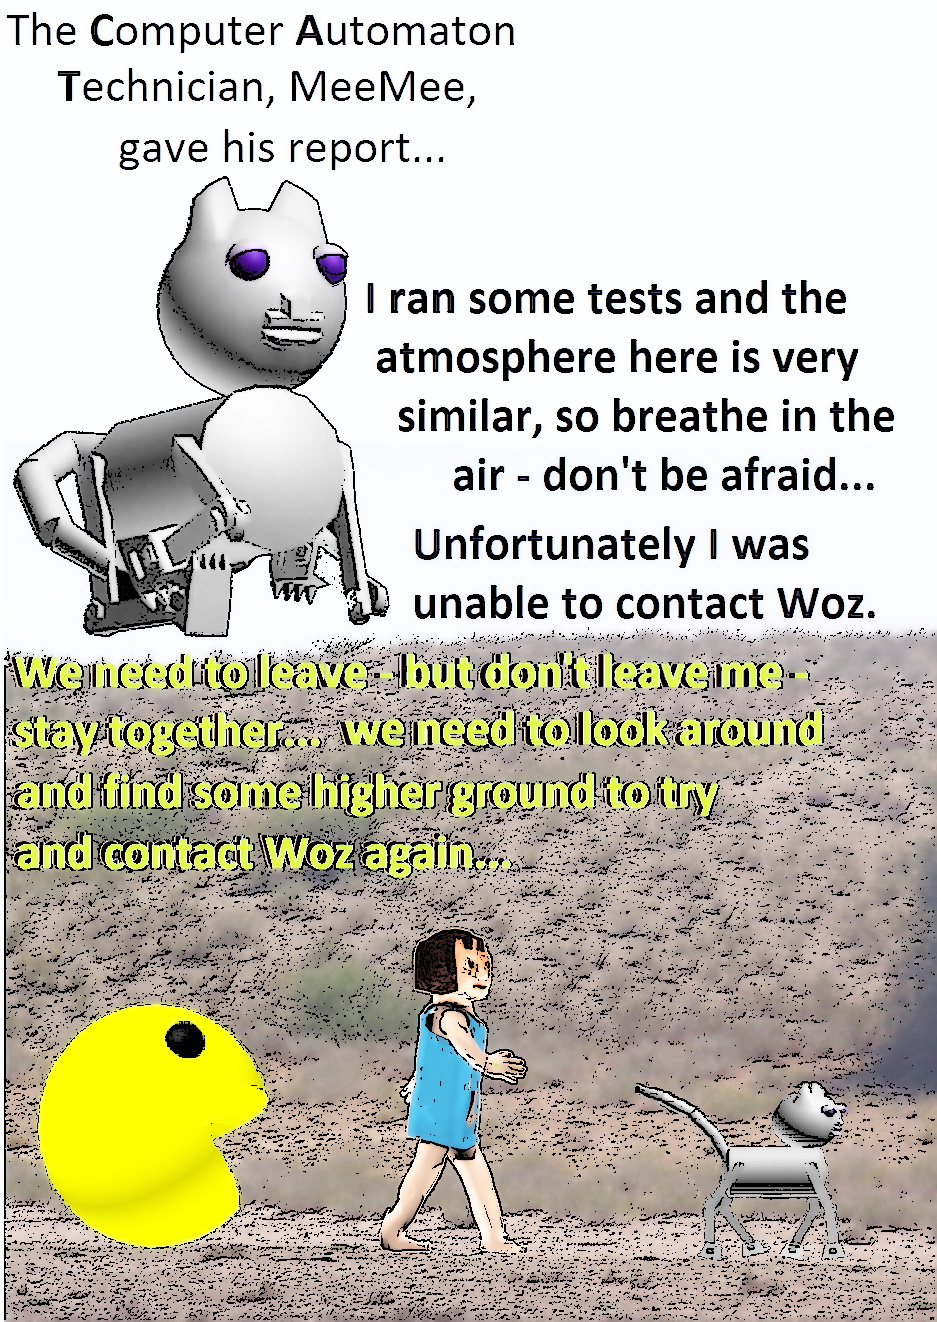 The Computer Automaton
Technician, MeeMee,
gave his report...
I ran some tests and the
atmosphere here is very
similar, so breathe in the
air - don't be afraid...
Unfortunately I was
unable to contact Woz.
We need to leave - but don't leave me -
stay together... we need to look around
and find some higher ground to try
and contact Woz again...